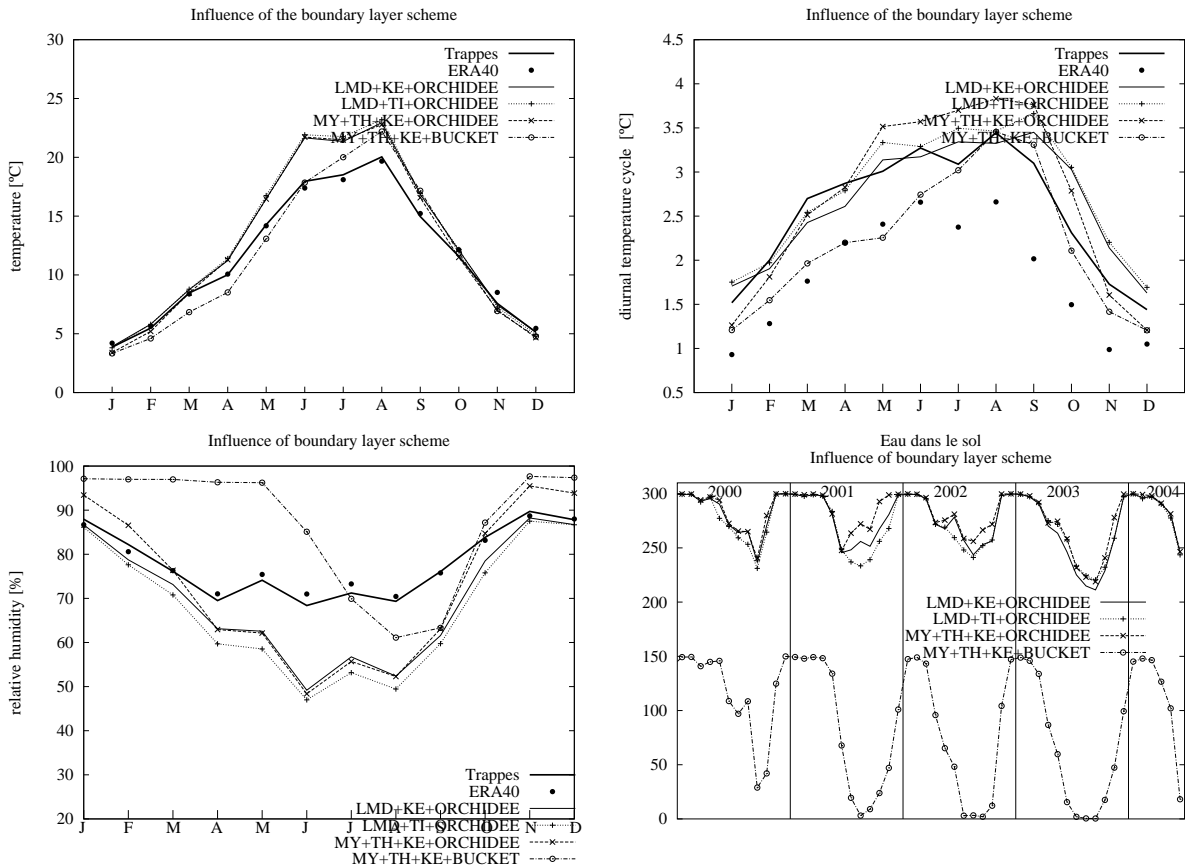 Influence of the boundary layer scheme
30
25
20
15
10
5
0
temperature [ºC]
J F M A M J J A S O N D
Trappes
ERA40
LMD+KE+ORCHIDEE
LMD+TI+ORCHIDEE
MY+TH+KE+ORCHIDEE
MY+TH+KE+BUCKET
Influence of the boundary layer scheme
4.5
4
3.5
3
2.5
2
1.5
1
0.5
diurnal temperature cycle [ºC]
J F M A M J J A S O N D
Trappes
ERA40
LMD+KE+ORCHIDEE
LMD+TI+ORCHIDEE
MY+TH+KE+ORCHIDEE
MY+TH+KE+BUCKET
Influence of boundary layer scheme
100
90
80
70
60
50
40
30
20
relative humidity [%]
J F M A M J J A S O N D
Trappes
ERA40
LMD+KE+ORCHIDEE
LMD+TI+ORCHIDEE
MY+TH+KE+ORCHIDEE
MY+TH+KE+BUCKET
Eau dans le sol
Influence of boundary layer scheme
300
250
200
150
100
50
0
2000 2001 2002 2003 2004
LMD+KE+ORCHIDEE
LMD+TI+ORCHIDEE
MY+TH+KE+ORCHIDEE
MY+TH+KE+BUCKET